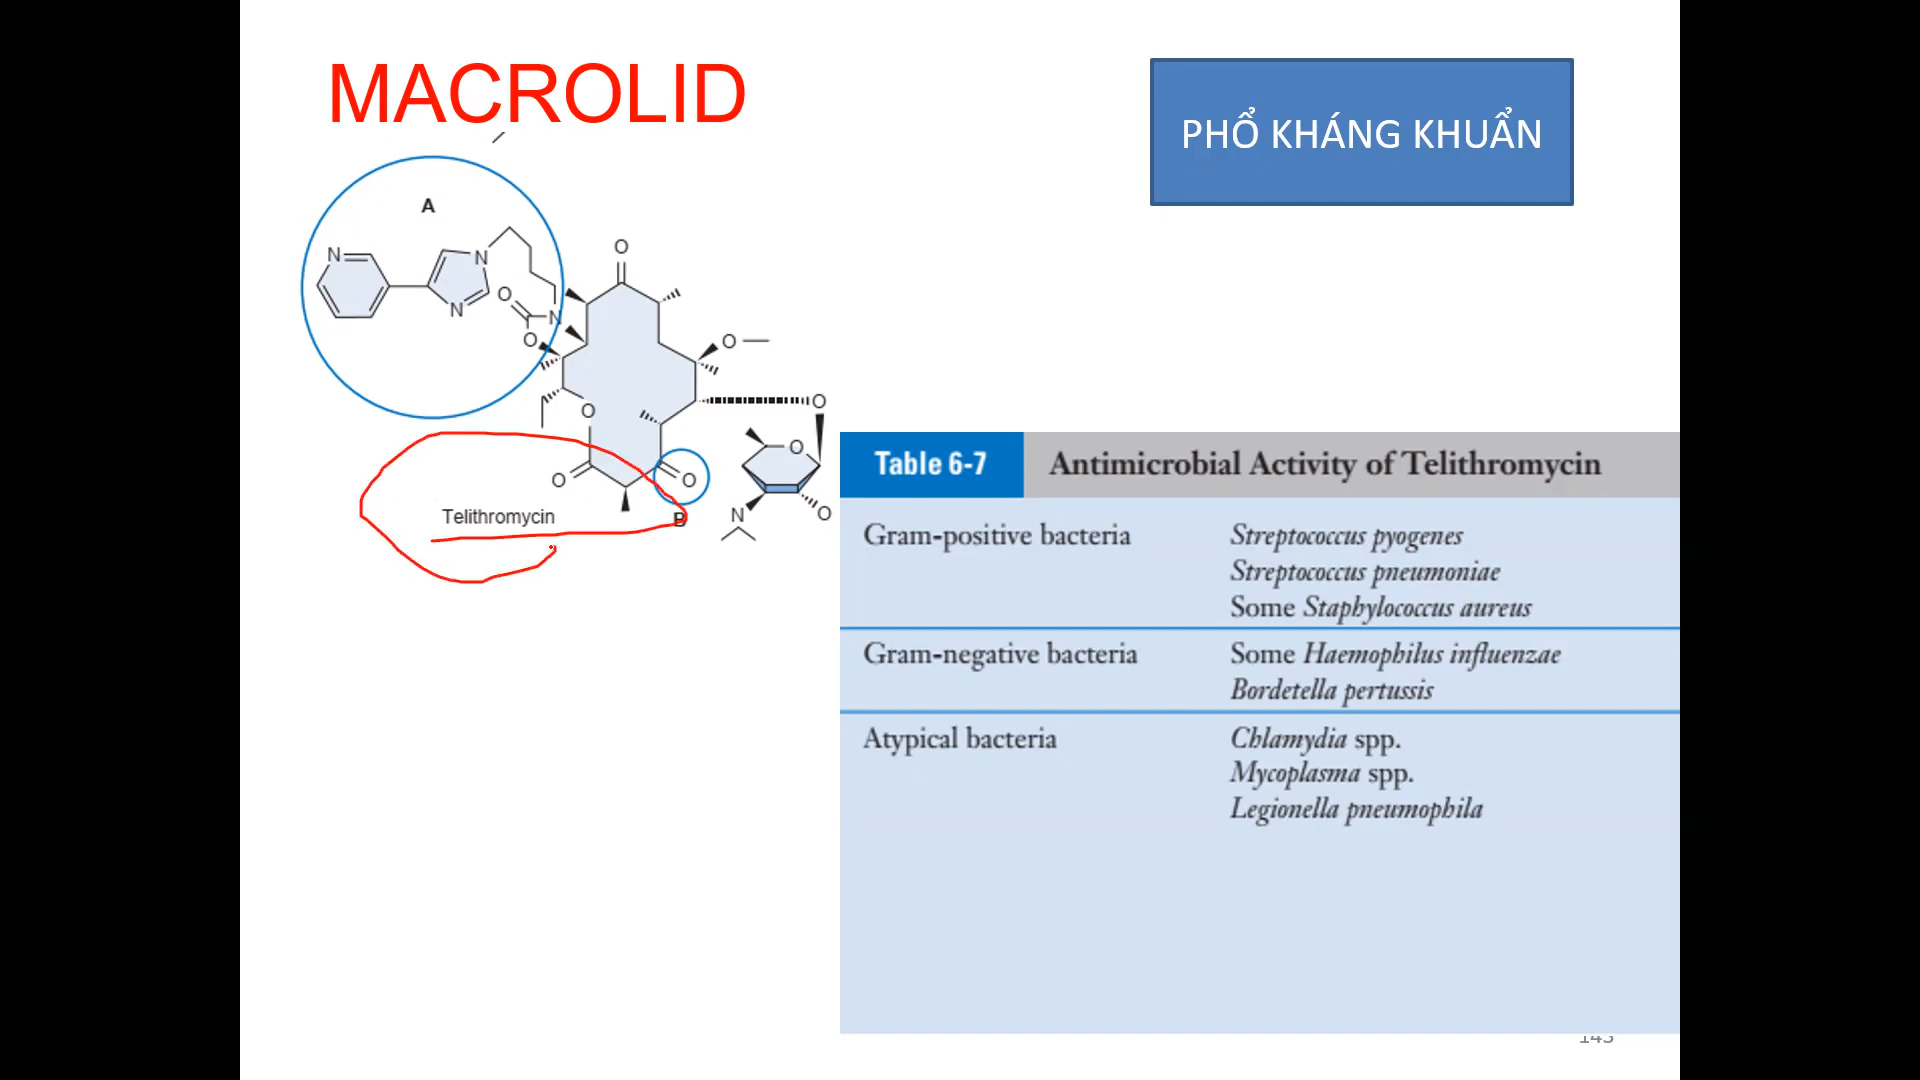 MACROLID
PHỔ KHÁNG KHUẨN
A
N
N
N
O
O
N
O
O
O
O
O
O
O
O
N
O
B
Telithromycin
Table 6-7 Antimicrobial Activity of Telithromycin
Gram-positive bacteria Streptococcus pyogenes
Streptococcus pneumoniae
Some Staphylococcus aureus
Gram-negative bacteria Some Haemophilus influenzae
Bordetella pertussis
Atypical bacteria Chlamydia spp.
Mycoplasma spp.
Legionella pneumophila